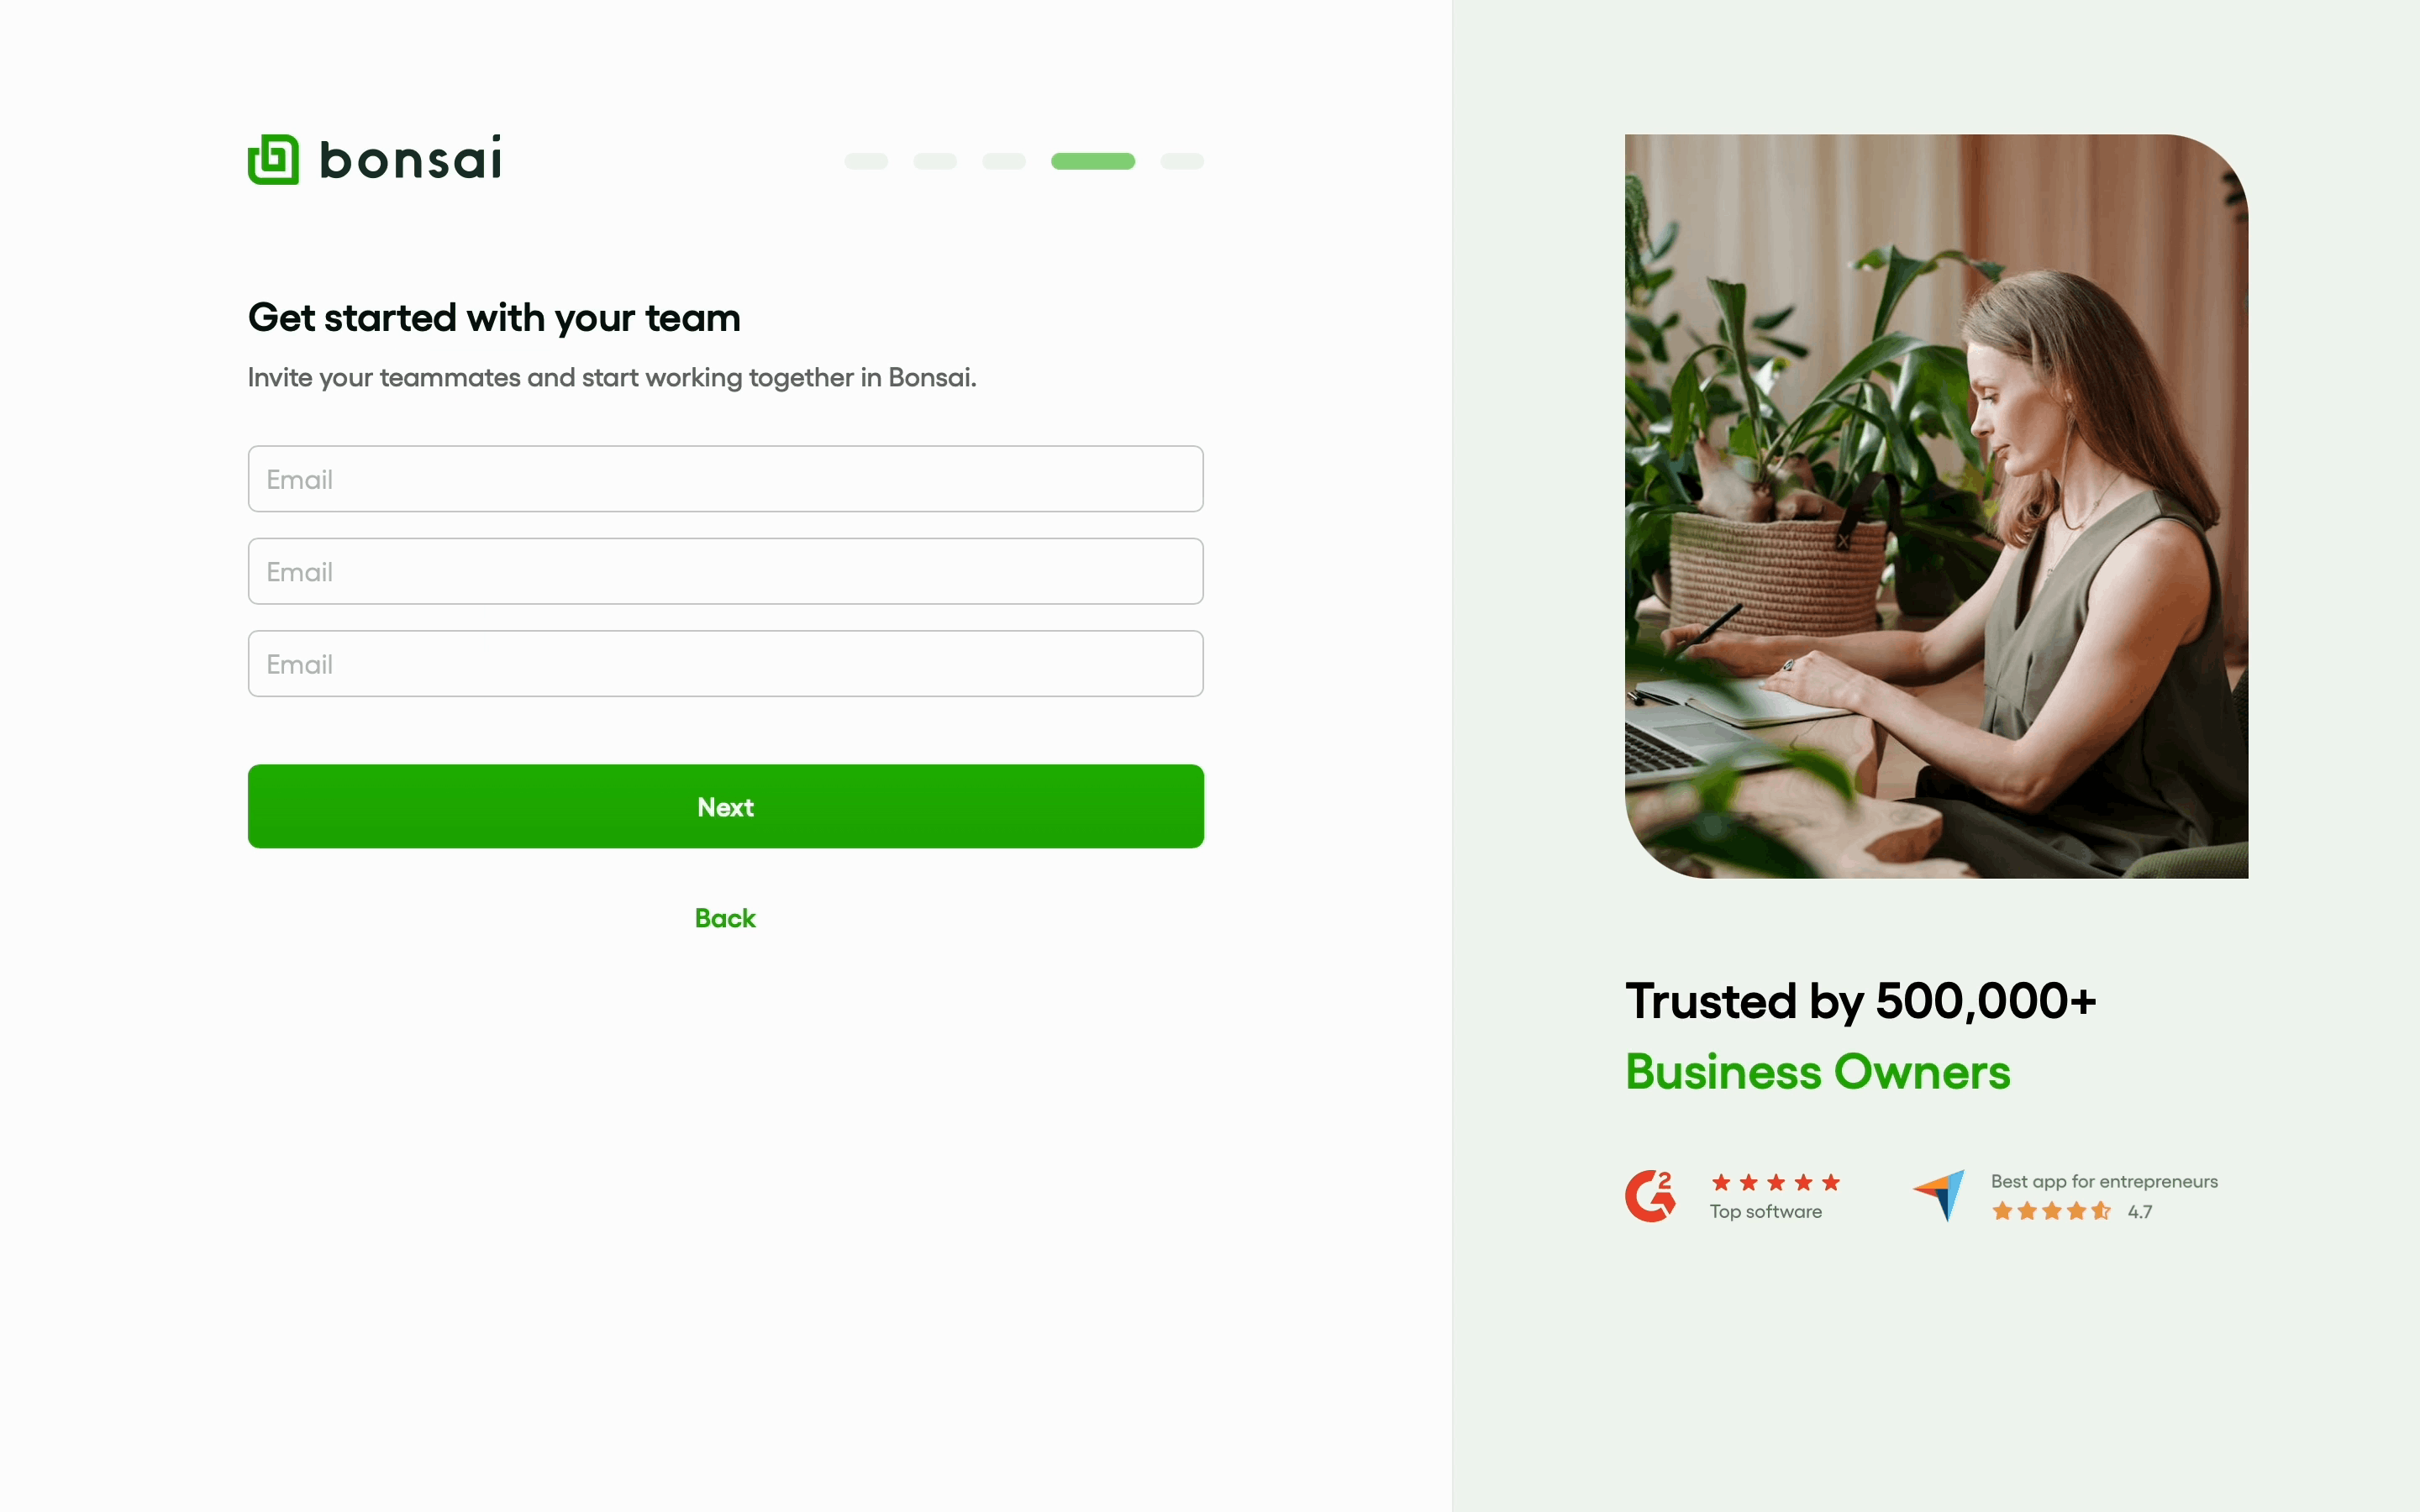 bonsai
Get started with your team
Invite your teammates and start working together in Bonsai.
Email
Email
Email
Next
Back
Trusted by 500,000+
Business Owners
G2
Top software
Best app for entrepreneurs
4.7